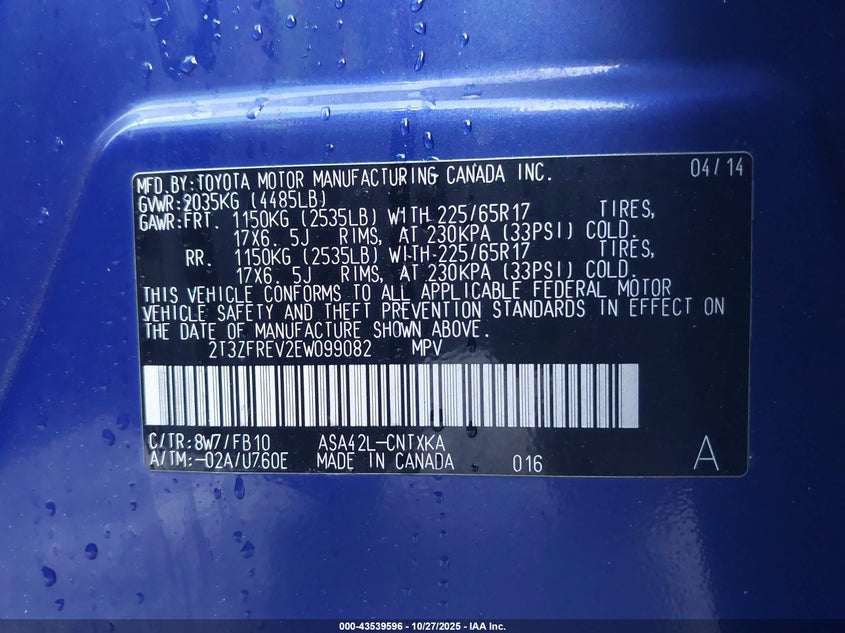 MFD.BY:TOYOTA MOTOR MANUFACTURING CANADA INC. 04/14
GVWR:2035KG (4485LB)
GAWR:FRT. 1150KG (2535LB) WITH 225/65R17 TIRES,
17X6.5J RIMS, AT 230KPA (33PSI) COLD.
RR. 1150KG (2535LB) WITH 225/65R17 TIRES,
17X6.5J RIMS, AT 230KPA (33PSI) COLD.
THIS VEHICLE CONFORMS TO ALL APPLICABLE FEDERAL MOTOR
VEHICLE SAFETY AND THEFT PREVENTION STANDARDS IN EFFECT ON
THE DATE OF MANUFACTURE SHOWN ABOVE.
2T3ZFREV2EW099082 MPV
C/TR:8W7/FB10 ASA42L-CNTXKA
A/TM:-02A/U760E MADE IN CANADA 016 A
000-43539596 - 10/27/2025 - IAA Inc.